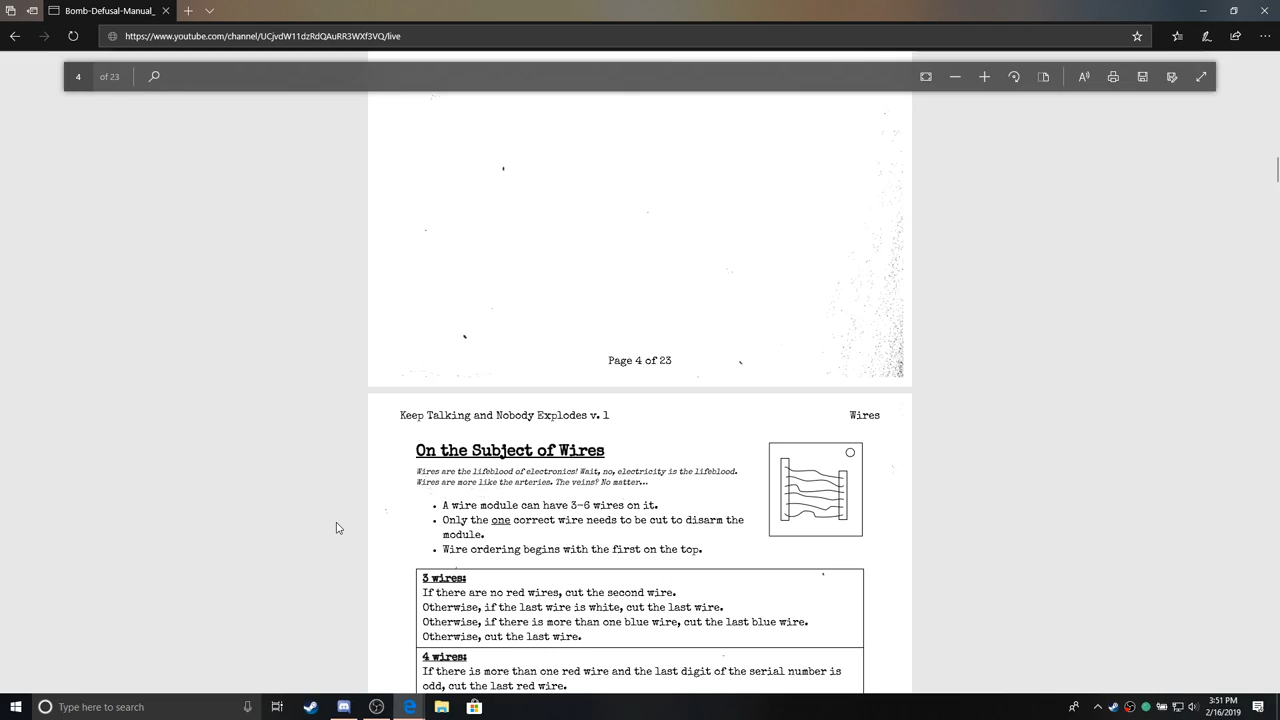 Bomb-Defusal-Manual_
https://www.youtube.com/channel/UCjvdW11dzRdQAuRR3WXf3VQ/live
4 of 23
Page 4 of 23
Keep Talking and Nobody Explodes v. 1
Wires
On the Subject of Wires
Wires are the lifeblood of electronics! Wait, no, electricity is the lifeblood.
Wires are more like the arteries. The veins? No matter…
• A wire module can have 3-6 wires on it.
• Only the one correct wire needs to be cut to disarm the
module.
• Wire ordering begins with the first on the top.
3 wires:
If there are no red wires, cut the second wire.
Otherwise, if the last wire is white, cut the last wire.
Otherwise, if there is more than one blue wire, cut the last blue wire.
Otherwise, cut the last wire.
4 wires:
If there is more than one red wire and the last digit of the serial number is
odd, cut the last red wire.
Type here to search
3:51 PM
2/16/2019